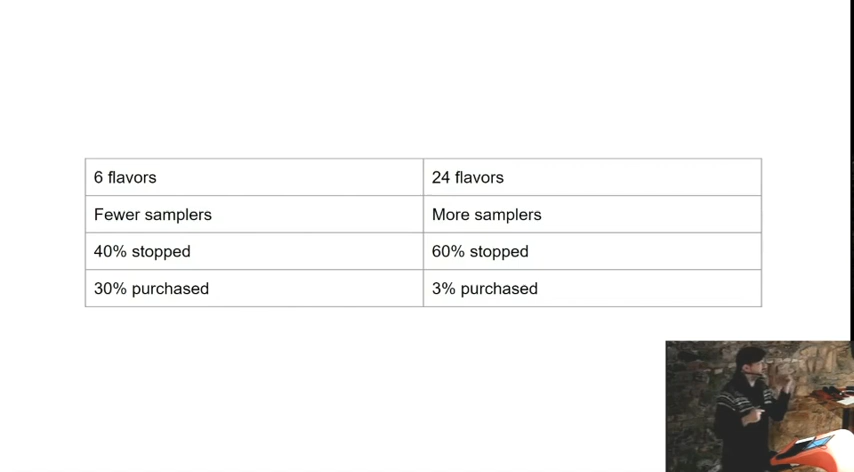 6 flavors 24 flavors
Fewer samplers More samplers
40% stopped 60% stopped
30% purchased 3% purchased